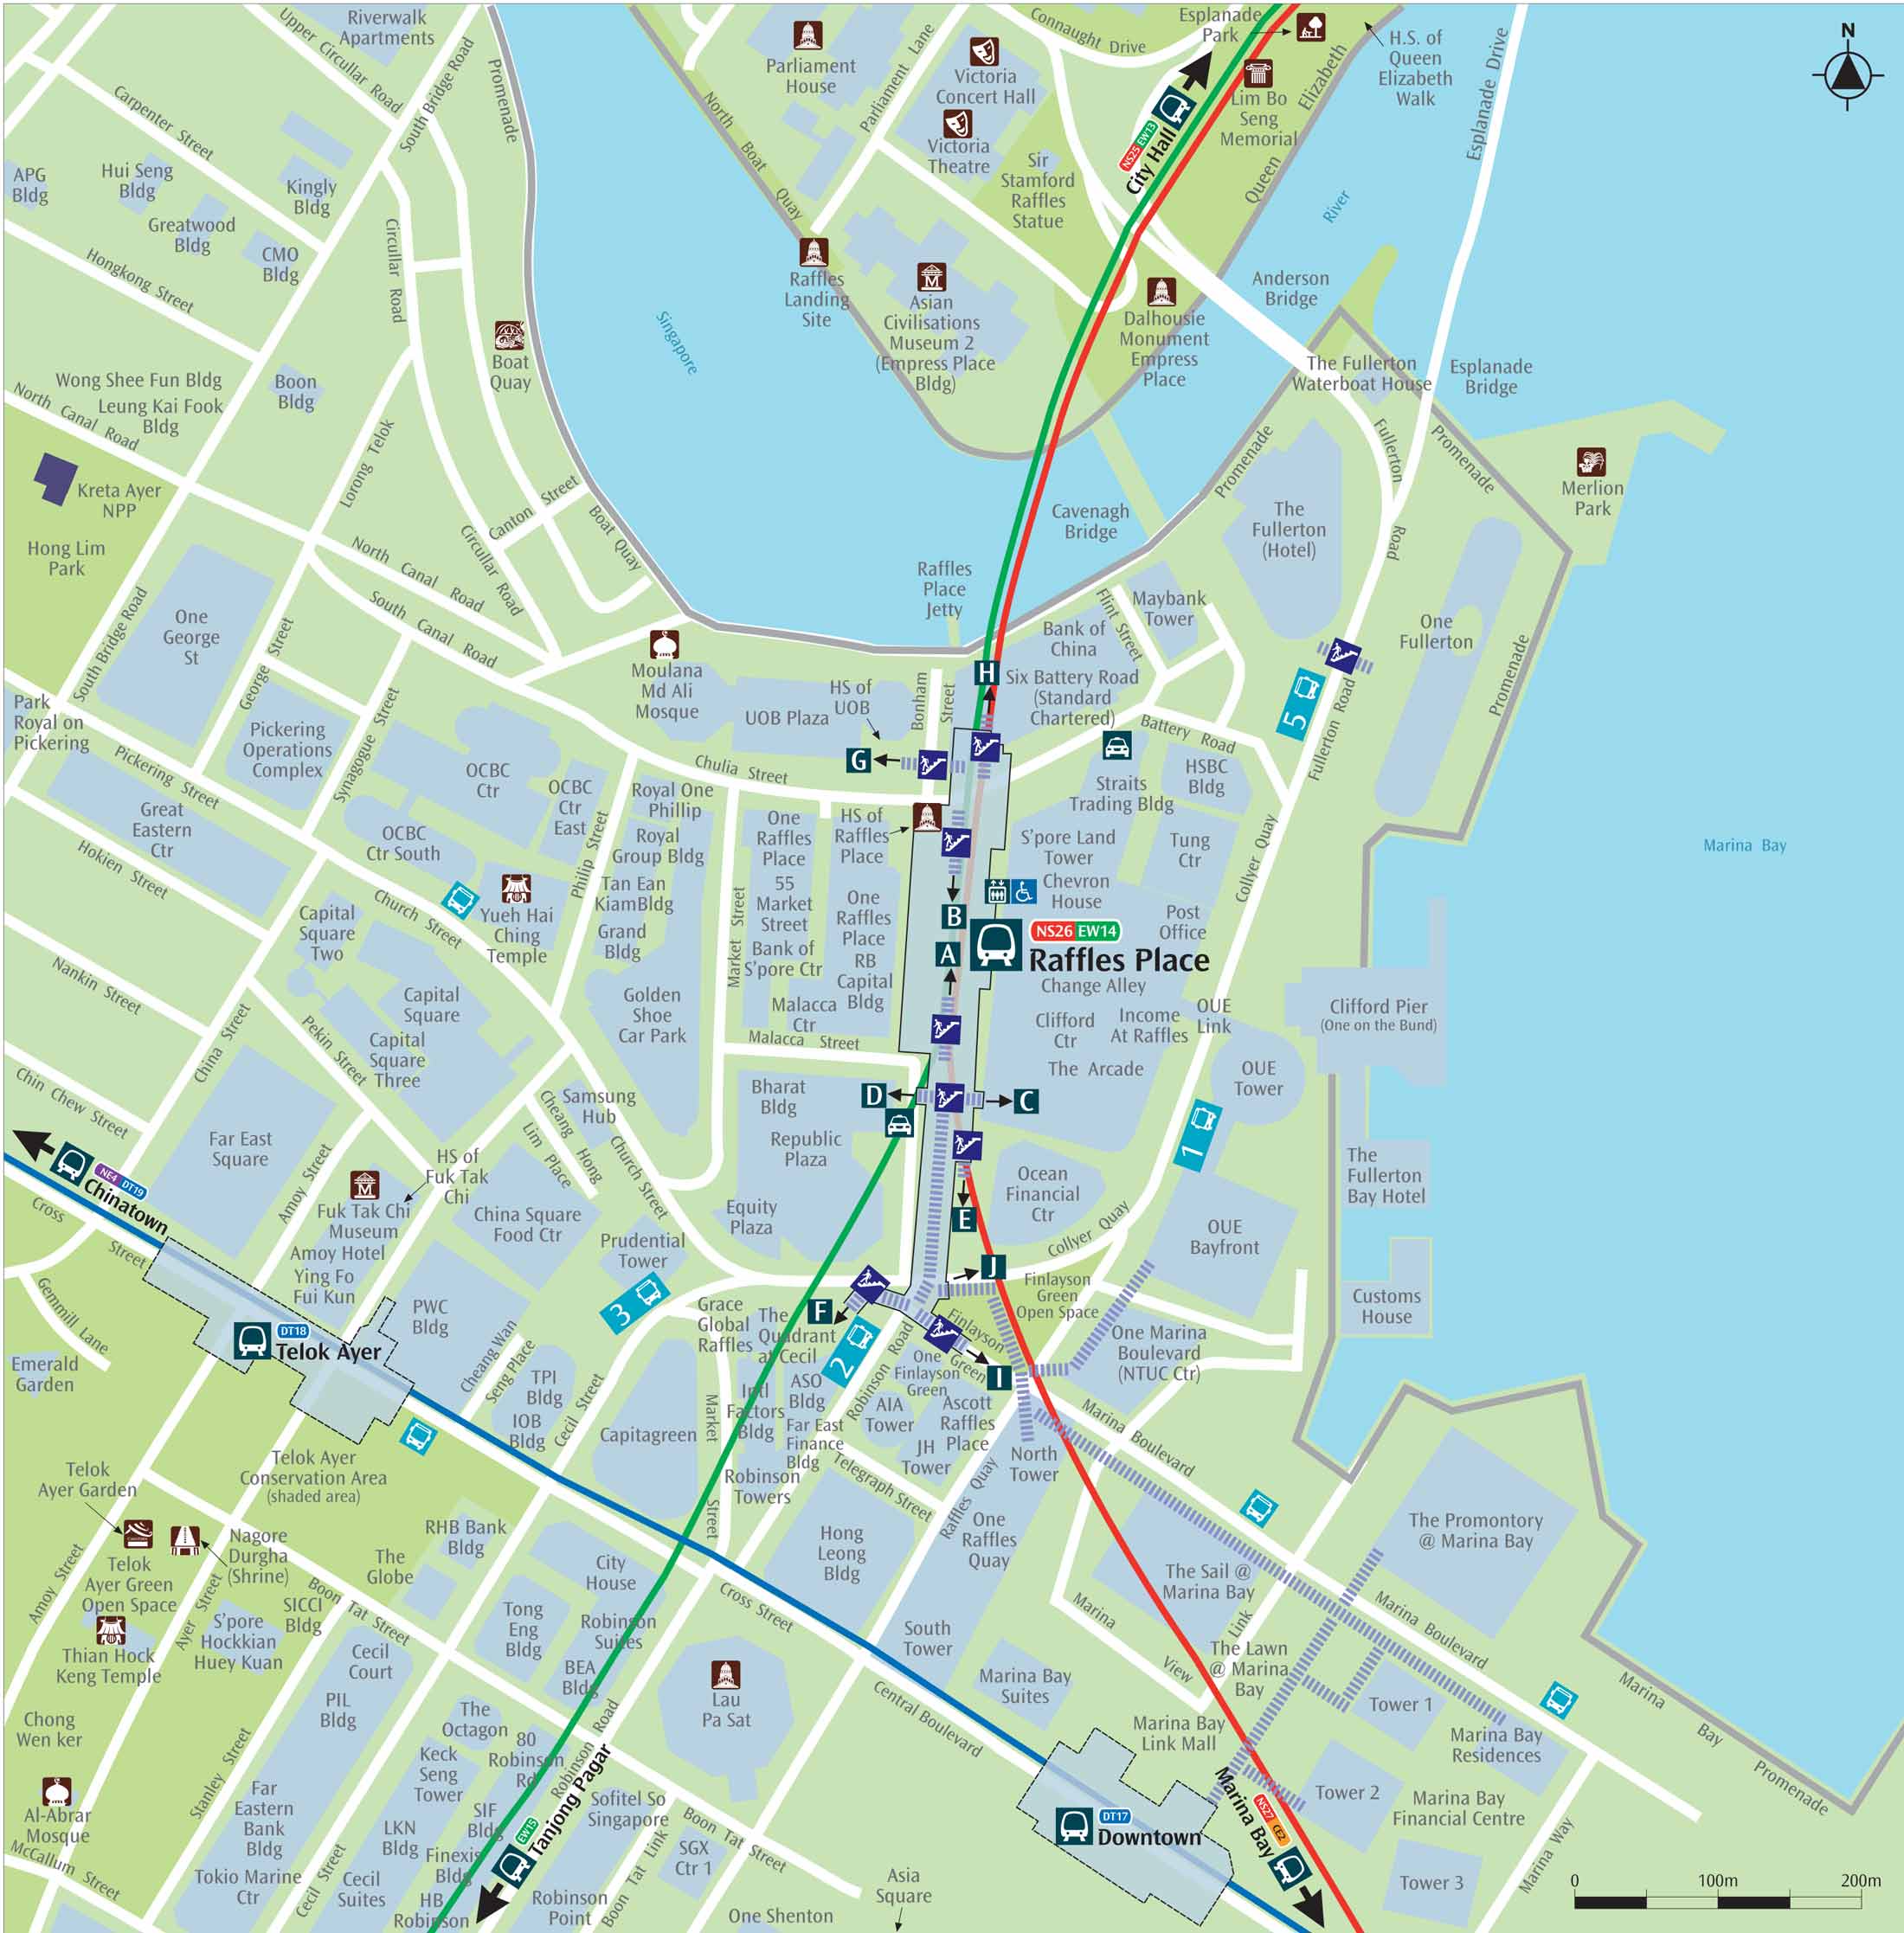 Riverwalk
Apartments
Upper Circullar Road
South Bridge Road
Promenade
Carpenter Street
APG
Bldg
Hui Seng
Bldg
Kingly
Bldg
Greatwood
Bldg
CMO
Bldg
Hongkong Street
Circullar Road
Boat
Quay
Wong Shee Fun Bldg
Leung Kai Fook
Bldg
Boon
Bldg
North Canal Road
Lorong Telok
Kreta Ayer
NPP
Hong Lim
Park
Canton Street
Boat Quay
Circullar Road
North Canal Road
South Canal Road
One
George
St
South Bridge Road
George Street
Parliament
House
Parliament Lane
Victoria
Concert Hall
Victoria
Theatre
Connaught Drive
Esplanade
Park
H.S. of
Queen
Elizabeth
Walk
Lim Bo
Seng
Memorial
Queen Elizabeth
Esplanade Drive
N
NS25 EW13
City Hall
Sir
Stamford
Raffles
Statue
North Boat Quay
Raffles
Landing
Site
Asian
Civilisations
Museum 2
(Empress Place
Bldg)
Dalhousie
Monument
Empress
Place
Singapore
River
Anderson
Bridge
The Fullerton
Waterboat House
Esplanade
Bridge
Fullerton Road
Promenade
Promenade
Merlion
Park
The
Fullerton
(Hotel)
Cavenagh
Bridge
Raffles
Place
Jetty
Flint Street
Maybank
Tower
Bank of
China
One
Fullerton
Promenade
Fullerton Road
5
Six Battery Road
(Standard
Chartered)
Battery Road
H
Moulana
Md Ali
Mosque
UOB Plaza
HS of
UOB
Bonham
Street
G
Chulia Street
Park
Royal on
Pickering
Pickering
Operations
Complex
Synagogue Street
Pickering Street
OCBC
Ctr
OCBC
Ctr
East
OCBC
Ctr South
Philip Street
Great
Eastern
Ctr
Hokien Street
Church Street
Yueh Hai
Ching
Temple
Royal One
Phillip
Royal
Group Bldg
Tan Ean
KiamBldg
Grand
Bldg
Golden
Shoe
Car Park
Market Street
One
Raffles
Place
55
Market
Street
Bank of
S'pore Ctr
Malacca
Ctr
Malacca Street
HS of
Raffles
Place
One
Raffles
Place
RB
Capital
Bldg
Straits
Trading Bldg
HSBC
Bldg
S'pore Land
Tower
Tung
Ctr
Chevron
House
Post
Office
Collyer Quay
Marina Bay
B
A
NS26 EW14
Raffles Place
Change Alley
Clifford
Ctr
Income
At Raffles
The Arcade
OUE
Link
OUE
Tower
Clifford Pier
(One on the Bund)
1
D
C
E
J
F
I
Capital
Square
Two
Capital
Square
Capital
Square
Three
Nankin Street
Pekin Street
China Street
Chin Chew Street
Far East
Square
Samsung
Hub
Cheang Hong
Lim Place
Church Street
Bharat
Bldg
Republic
Plaza
Equity
Plaza
Ocean
Financial
Ctr
Collyer Quay
OUE
Bayfront
The
Fullerton
Bay Hotel
Customs
House
NE4 DT19
Chinatown
Cross
Street
Amoy Street
HS of
Fuk Tak
Chi
Fuk Tak Chi
Museum
Amoy Hotel
Ying Fo
Fui Kun
China Square
Food Ctr
Prudential
Tower
3
Gemmill Lane
Emerald
Garden
DT18
Telok Ayer
PWC
Bldg
Cheang Wan
Seng Place
TPI
Bldg
IOB
Bldg
Cecil Street
Capitagreen
Grace
Global
Raffles
The
Quadrant
at Cecil
2
Robinson Road
Finlayson
Green
Finlayson
Green
Open Space
One
Finlayson
Green
Intl
Factors
Bldg
ASO
Bldg
Far East
Finance
Bldg
AIA
Tower
Ascott
Raffles
Place
JH
Tower
North
Tower
One Marina
Boulevard
(NTUC Ctr)
Marina Boulevard
Market
Street
Robinson
Towers
Telegraph Street
Raffles Quay
One
Raffles
Quay
Hong
Leong
Bldg
South
Tower
Telok Ayer
Conservation Area
(shaded area)
Telok
Ayer Garden
Telok
Ayer Green
Open Space
Nagore
Durgha
(Shrine)
Amoy Street
Ayer Street
Thian Hock
Keng Temple
S'pore
Hockkian
Huey Kuan
SICCI
Bldg
Boon Tat Street
The
Globe
RHB Bank
Bldg
City
House
Tong
Eng
Bldg
Robinson
Suites
BEA
Bldg
Cross Street
Lau
Pa Sat
Cecil
Court
PIL
Bldg
The
Octagon
80
Robinson
Rd
Keck
Seng
Tower
SIF
Bldg
LKN
Bldg
Finexis
Bldg
Chong
Wen ker
Al-Abrar
Mosque
McCallum Street
Stanley Street
Far
Eastern
Bank
Bldg
Tokio Marine
Ctr
Cecil Street
Cecil
Suites
HB
Robinson
Robinson Road
EW15
Tanjong Pagar
Sofitel So
Singapore
Boon Tat Street
Boon Tat Link
SGX
Ctr 1
Robinson
Point
One Shenton
Asia
Square
Central Boulevard
Marina Bay
Suites
Marina View
The Sail @
Marina Bay
Link
The Lawn
@ Marina
Bay
Marina Bay
Link Mall
The Promontory
@ Marina Bay
Marina Boulevard
Tower 1
Marina Bay
Residences
Tower 2
Marina Bay
Financial Centre
Tower 3
Marina Way
Marina Bay Promenade
DT17
Downtown
NS27 CE2
Marina Bay
0 100m 200m